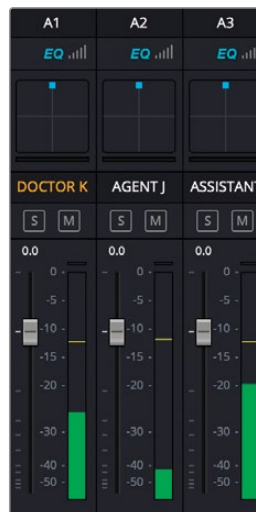 A1 A2 A3
EQ EQ EQ
DOCTOR K AGENT J ASSISTANT
S M S M S M
0.0 0.0 0.0
0 0 0
-5 -5 -5
-10 -10 -10
-15 -15 -15
-20 -20 -20
-30 -30 -30
-40 -40 -40
-50 -50 -50